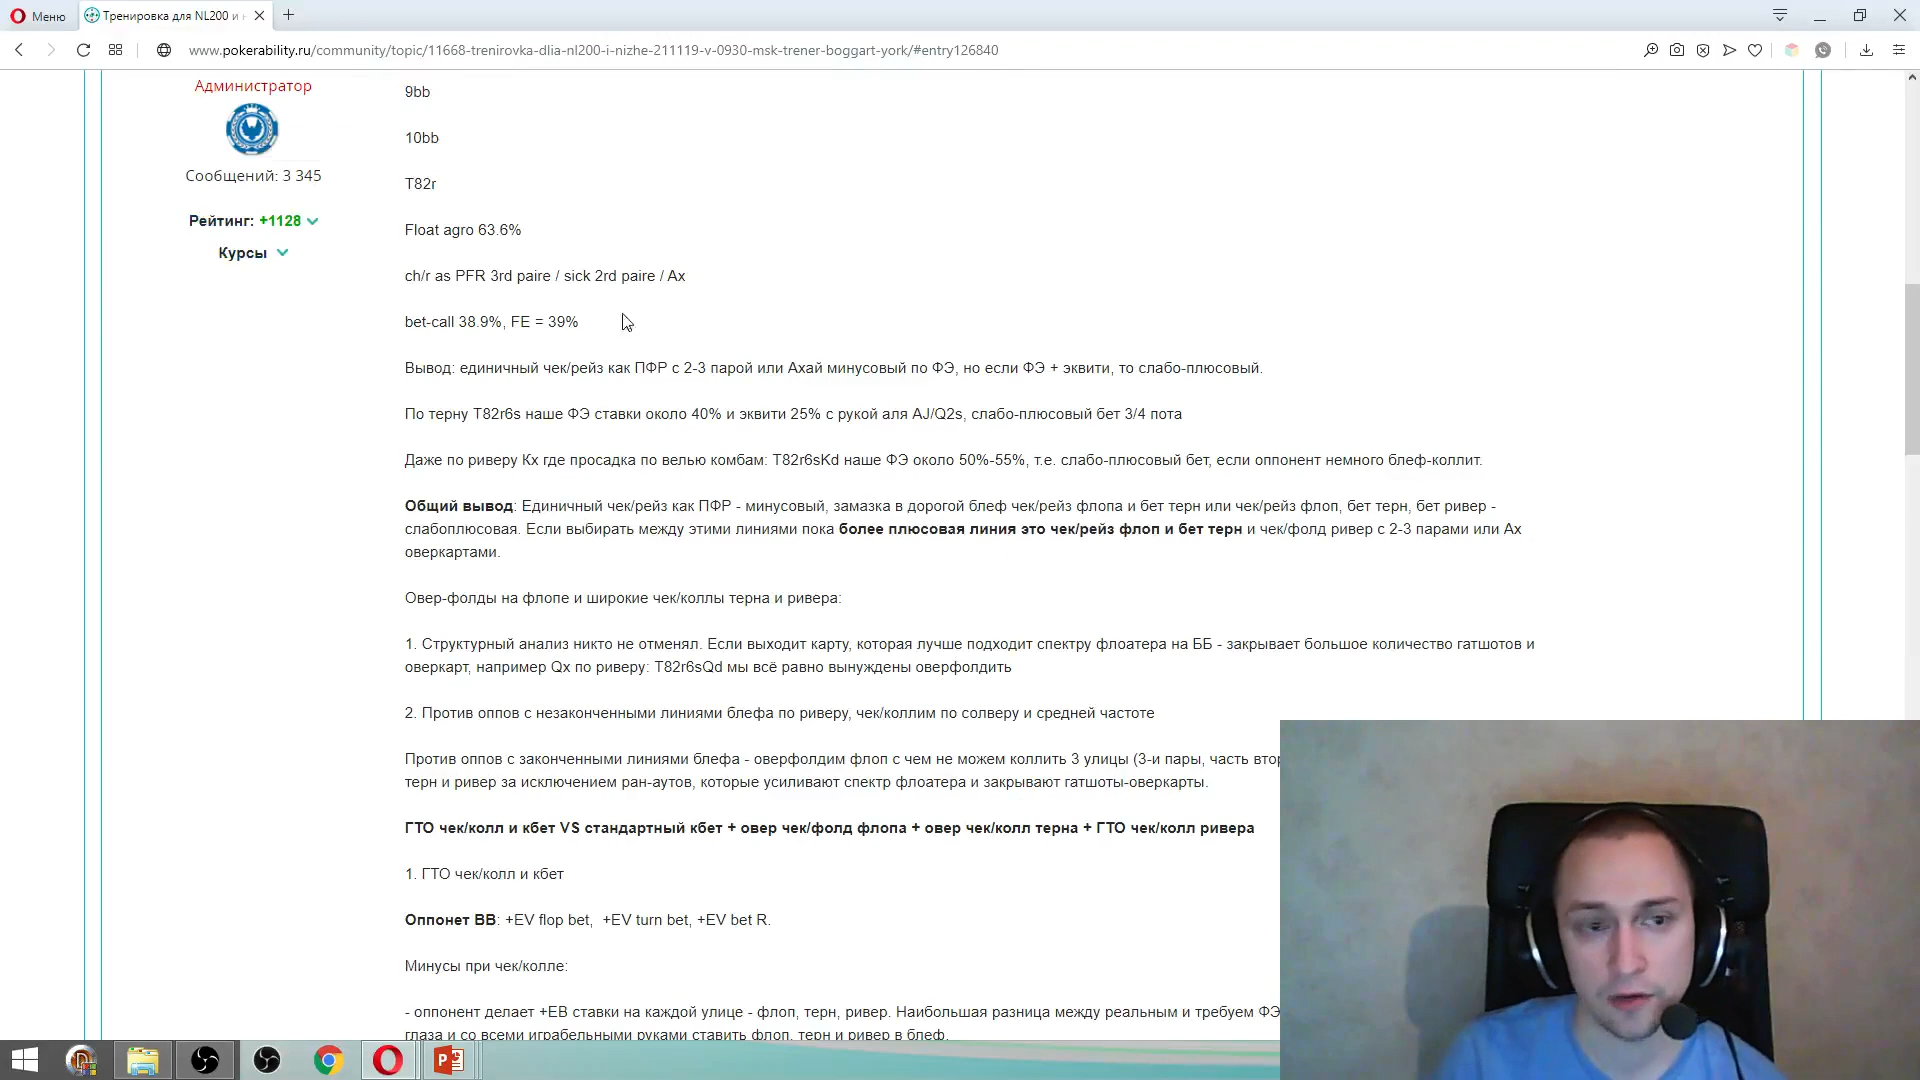 Меню
Тренировка для NL200 и н
www.pokerability.ru/community/topic/11668-trenirovka-dlia-nl200-i-nizhe-211119-v-0930-msk-trener-boggart-york/#entry126840
Администратор
Сообщений: 3 345
Рейтинг: +1128
Курсы
9bb
10bb
T82r
Float agro 63.6%
ch/r as PFR 3rd paire / sick 2rd paire / Ax
bet-call 38.9%, FE = 39%
Вывод: единичный чек/рейз как ПФР с 2-3 парой или Ахай минусовый по ФЭ, но если ФЭ + эквити, то слабо-плюсовый.
По терну T82r6s наше ФЭ ставки около 40% и эквити 25% с рукой аля AJ/Q2s, слабо-плюсовый бет 3/4 пота
Даже по риверу Кх где просадка по велью комбам: T82r6sKd наше ФЭ около 50%-55%, т.е. слабо-плюсовый бет, если оппонент немного блеф-коллит.
Общий вывод: Единичный чек/рейз как ПФР - минусовый, замазка в дорогой блеф чек/рейз флопа и бет терн или чек/рейз флоп, бет терн, бет ривер -
слабоплюсовая. Если выбирать между этими линиями пока более плюсовая линия это чек/рейз флоп и бет терн и чек/фолд ривер с 2-3 парами или Ах
оверкартами.
Овер-фолды на флопе и широкие чек/коллы терна и ривера:
1. Структурный анализ никто не отменял. Если выходит карту, которая лучше подходит спектру флоатера на ББ - закрывает большое количество гатшотов и
оверкарт, например Qx по риверу: T82r6sQd мы всё равно вынуждены оверфолдить
2. Против оппов с незаконченными линиями блефа по риверу, чек/коллим по солверу и средней частоте
Против оппов с законченными линиями блефа - оверфолдим флоп с чем не можем коллить 3 улицы (3-и пары, часть втор
терн и ривер за исключением ран-аутов, которые усиливают спектр флоатера и закрывают гатшоты-оверкарты.
ГТО чек/колл и кбет VS стандартный кбет + овер чек/фолд флопа + овер чек/колл терна + ГТО чек/колл ривера
1. ГТО чек/колл и кбет
Оппонет BB: +EV flop bet, +EV turn bet, +EV bet R.
Минусы при чек/колле:
- оппонент делает +ЕВ ставки на каждой улице - флоп, терн, ривер. Наибольшая разница между реальным и требуем ФЭ
глаза и со всеми играбельными руками ставить флоп, терн и ривер в блеф.